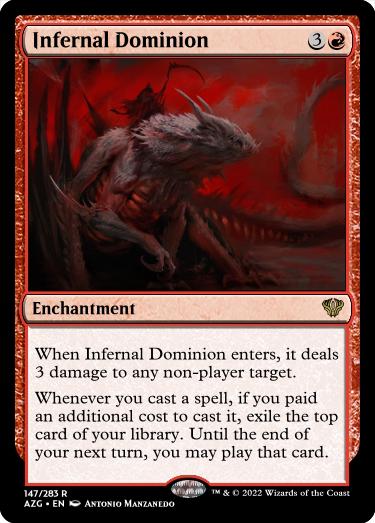 Infernal Dominion 3
Enchantment
When Infernal Dominion enters, it deals
3 damage to any non-player target.
Whenever you cast a spell, if you paid
an additional cost to cast it, exile the top
card of your library. Until the end of
your next turn, you may play that card.
147/283 R
AZG • EN Antonio Manzanedo
™ & © 2022 Wizards of the Coast